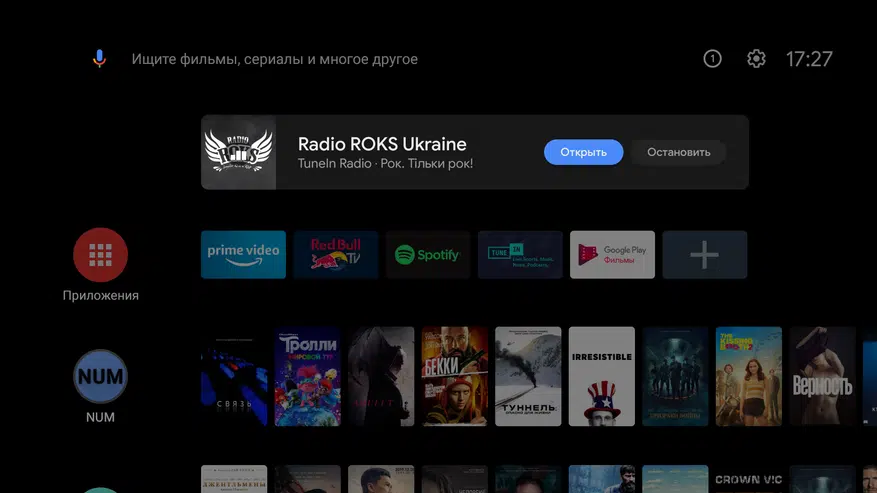 Ищите фильмы, сериалы и многое другое
1
17:27
RADIO
ROKS
Radio ROKS Ukraine
TuneIn Radio · Рок. Тільки рок!
Открыть
Остановить
prime video
Red Bull
TV
Spotify
TUNE IN
Google Play
Фильмы
Приложения
СВЯЗЬ
ТРОЛЛИ
МИРОВОЙ ТУР
БЕККИ
ТУННЕЛЬ:
IRRESISTIBLE
THE
KISSING
BOOTH 2
Верность
NUM
NUM
ДЖЕНТЛЬМЕНЫ
CROWN VIC